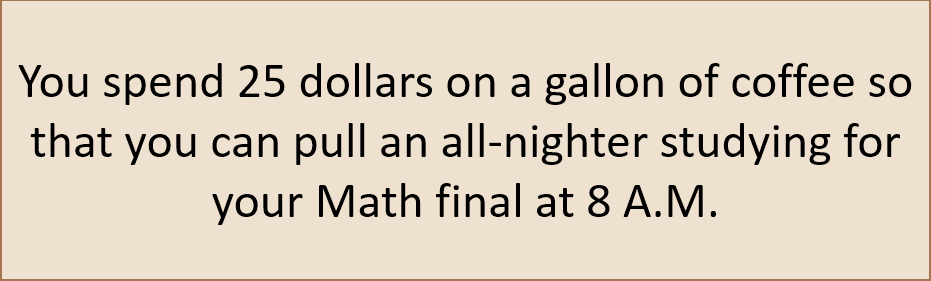 You spend 25 dollars on a gallon of coffee so
that you can pull an all-nighter studying for
your Math final at 8 A.M.